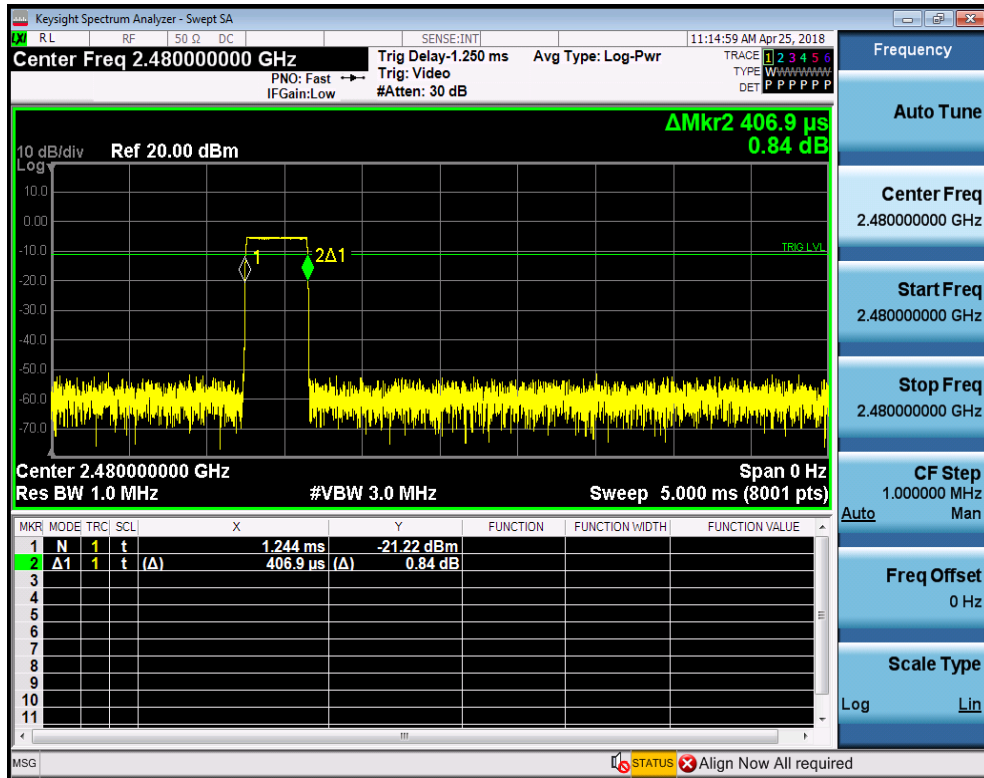 Keysight Spectrum Analyzer - Swept SA
LXI RL RF 50 Ω DC SENSE:INT 11:14:59 AM Apr 25, 2018
Center Freq 2.480000000 GHz Trig Delay-1.250 ms Avg Type: Log-Pwr TRACE 1 2 3 4 5 6
PNO: Fast Trig: Video TYPE WWWWWW
IFGain:Low #Atten: 30 dB DET P P P P P P
ΔMkr2 406.9 µs
0.84 dB
10 dB/div Ref 20.00 dBm
Log
10.0
0.00
-10.0
TRIG LVL
1
2Δ1
-20.0
-30.0
-40.0
-50.0
-60.0
-70.0
Center 2.480000000 GHz Span 0 Hz
Res BW 1.0 MHz #VBW 3.0 MHz Sweep 5.000 ms (8001 pts)
MKR MODE TRC SCL X Y FUNCTION FUNCTION WIDTH FUNCTION VALUE
1 N 1 t 1.244 ms -21.22 dBm
2 Δ1 1 t (Δ) 406.9 µs (Δ) 0.84 dB
3
4
5
6
7
8
9
10
11
MSG STATUS Align Now All required
Frequency
Auto Tune
Center Freq
2.480000000 GHz
Start Freq
2.480000000 GHz
Stop Freq
2.480000000 GHz
CF Step
1.000000 MHz
Auto Man
Freq Offset
0 Hz
Scale Type
Log Lin